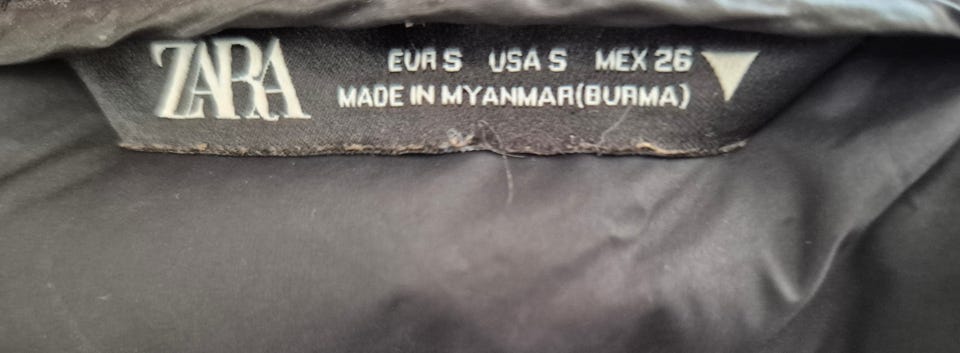 ZARA
EUR S USA S MEX 26
MADE IN MYANMAR(BURMA)